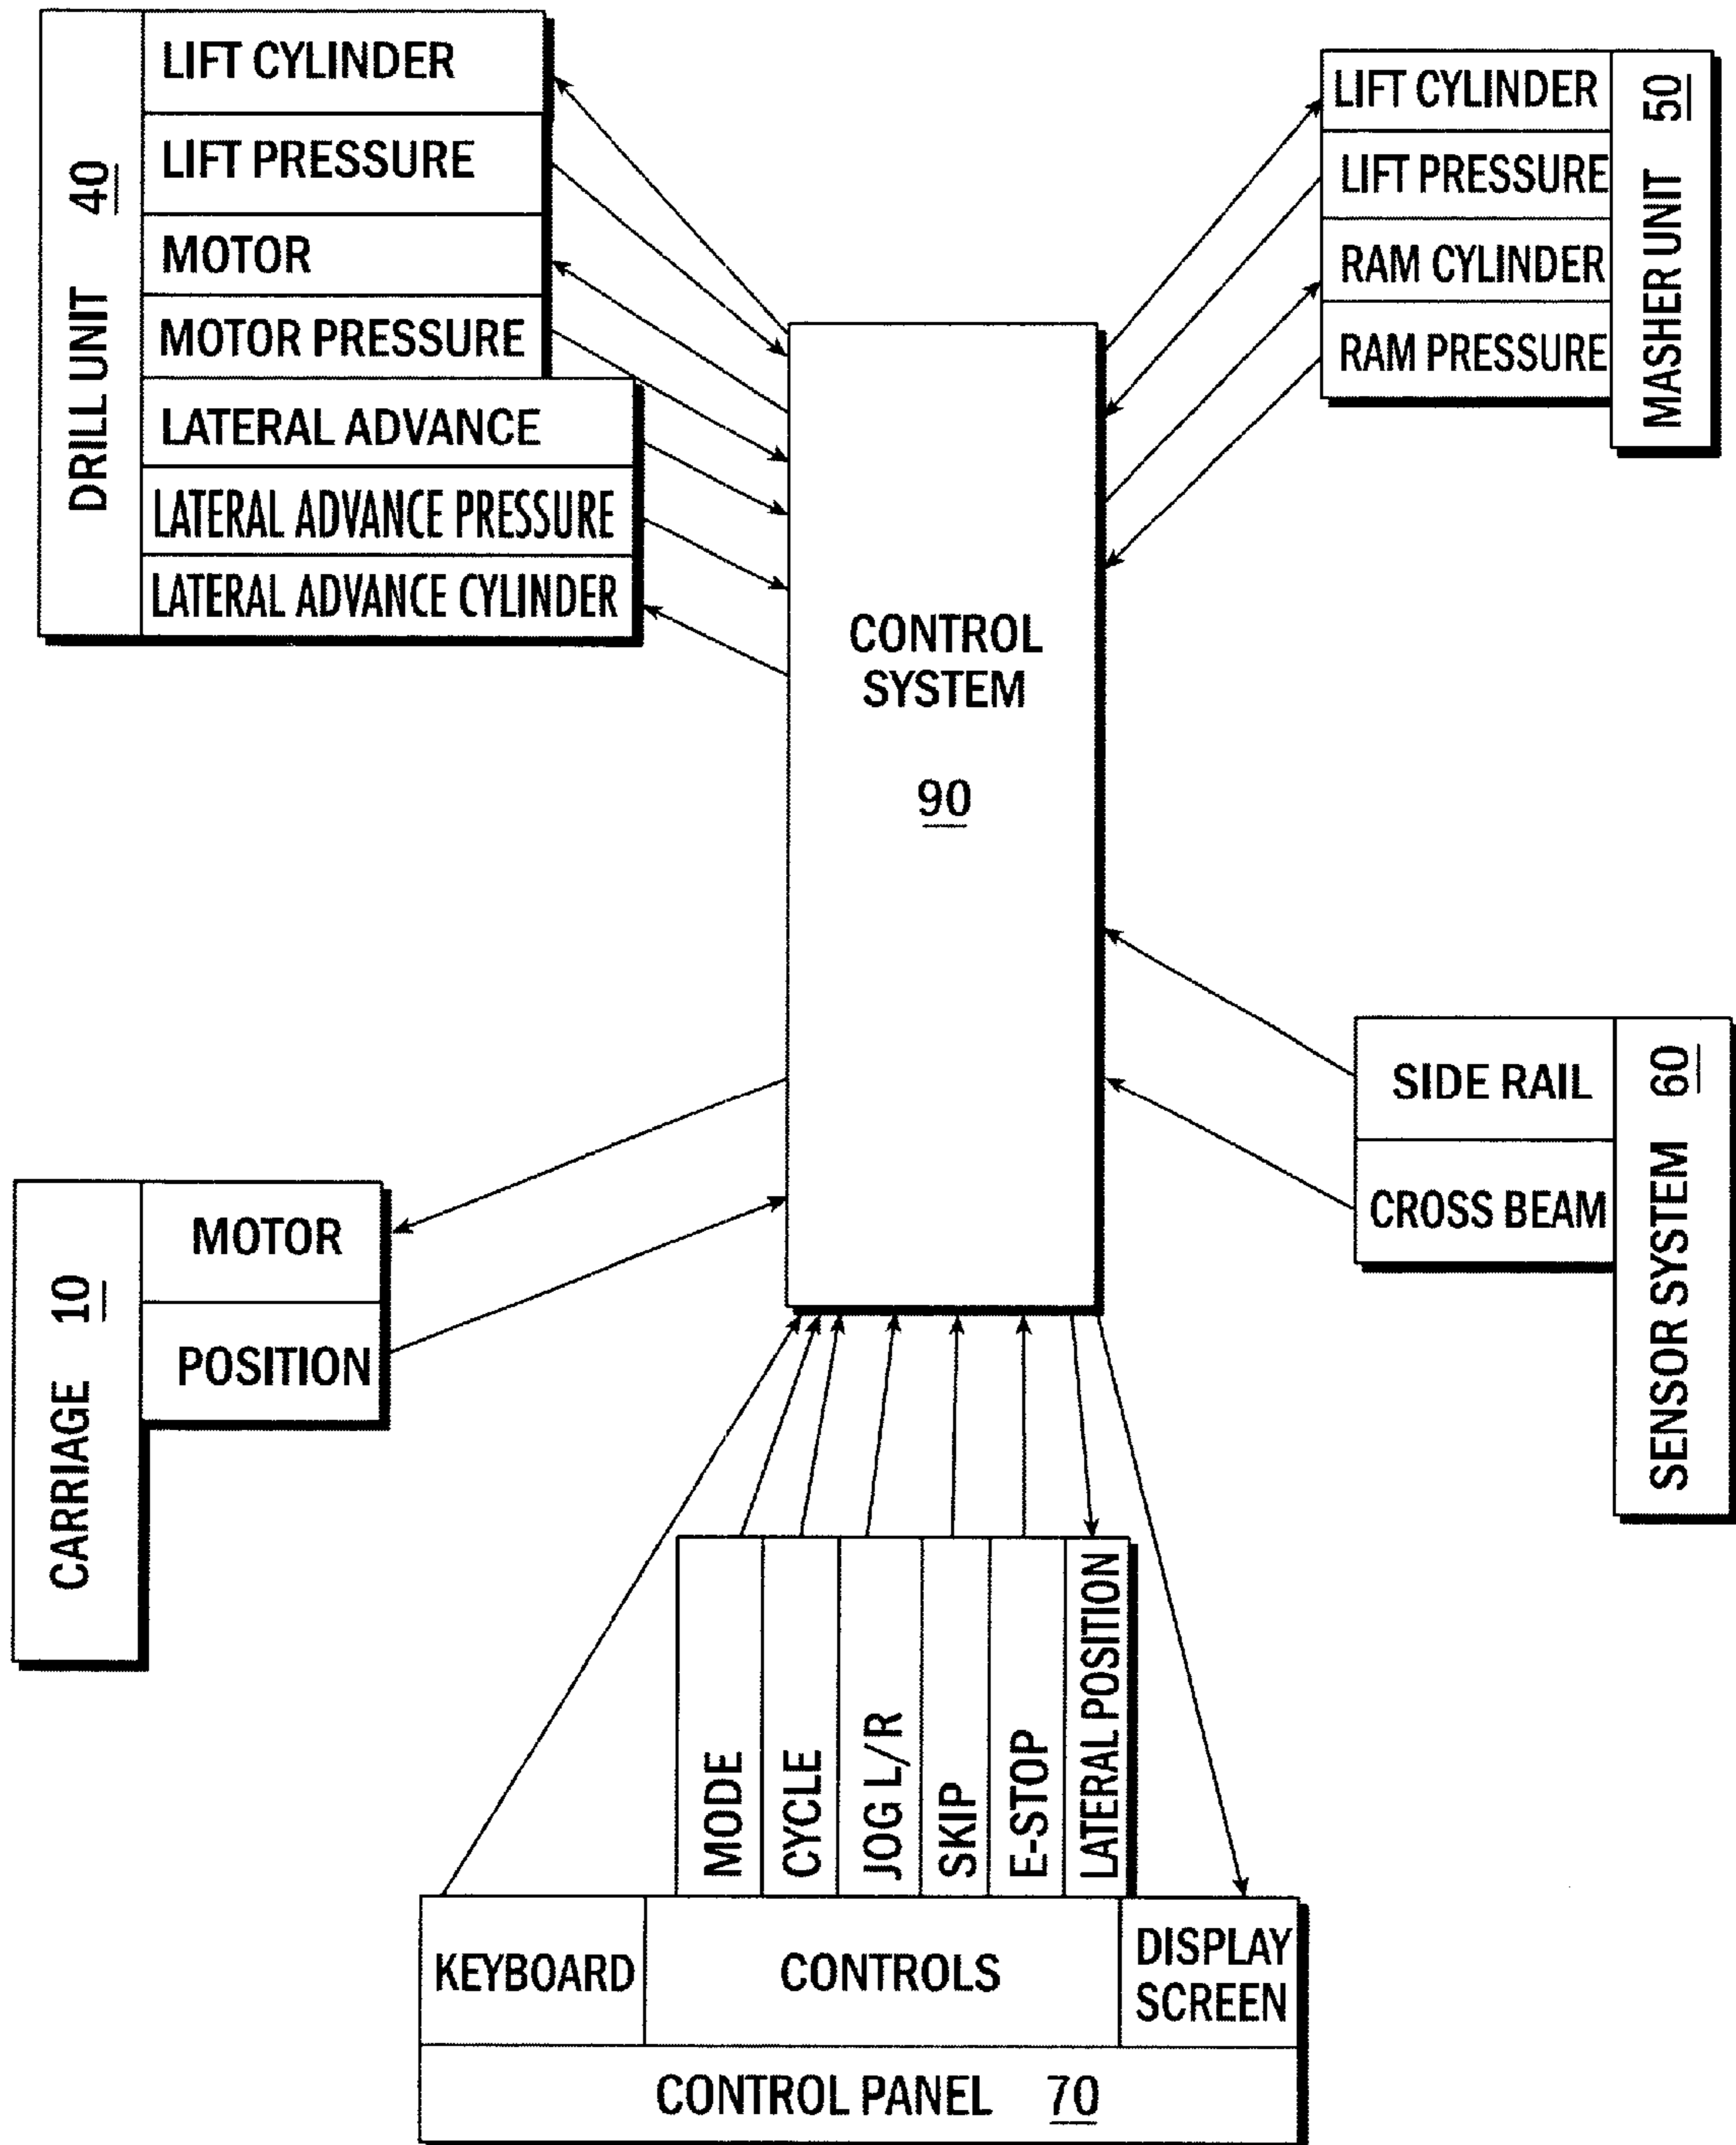 DRILL UNIT 40
LIFT CYLINDER
LIFT PRESSURE
MOTOR
MOTOR PRESSURE
LATERAL ADVANCE
LATERAL ADVANCE PRESSURE
LATERAL ADVANCE CYLINDER
LIFT CYLINDER
LIFT PRESSURE
RAM CYLINDER
RAM PRESSURE
MASHER UNIT 50
CONTROL
SYSTEM
90
CARRIAGE 10
MOTOR
POSITION
SIDE RAIL
CROSS BEAM
SENSOR SYSTEM 60
MODE
CYCLE
JOG L/R
SKIP
E-STOP
LATERAL POSITION
KEYBOARD
CONTROLS
DISPLAY
SCREEN
CONTROL PANEL 70